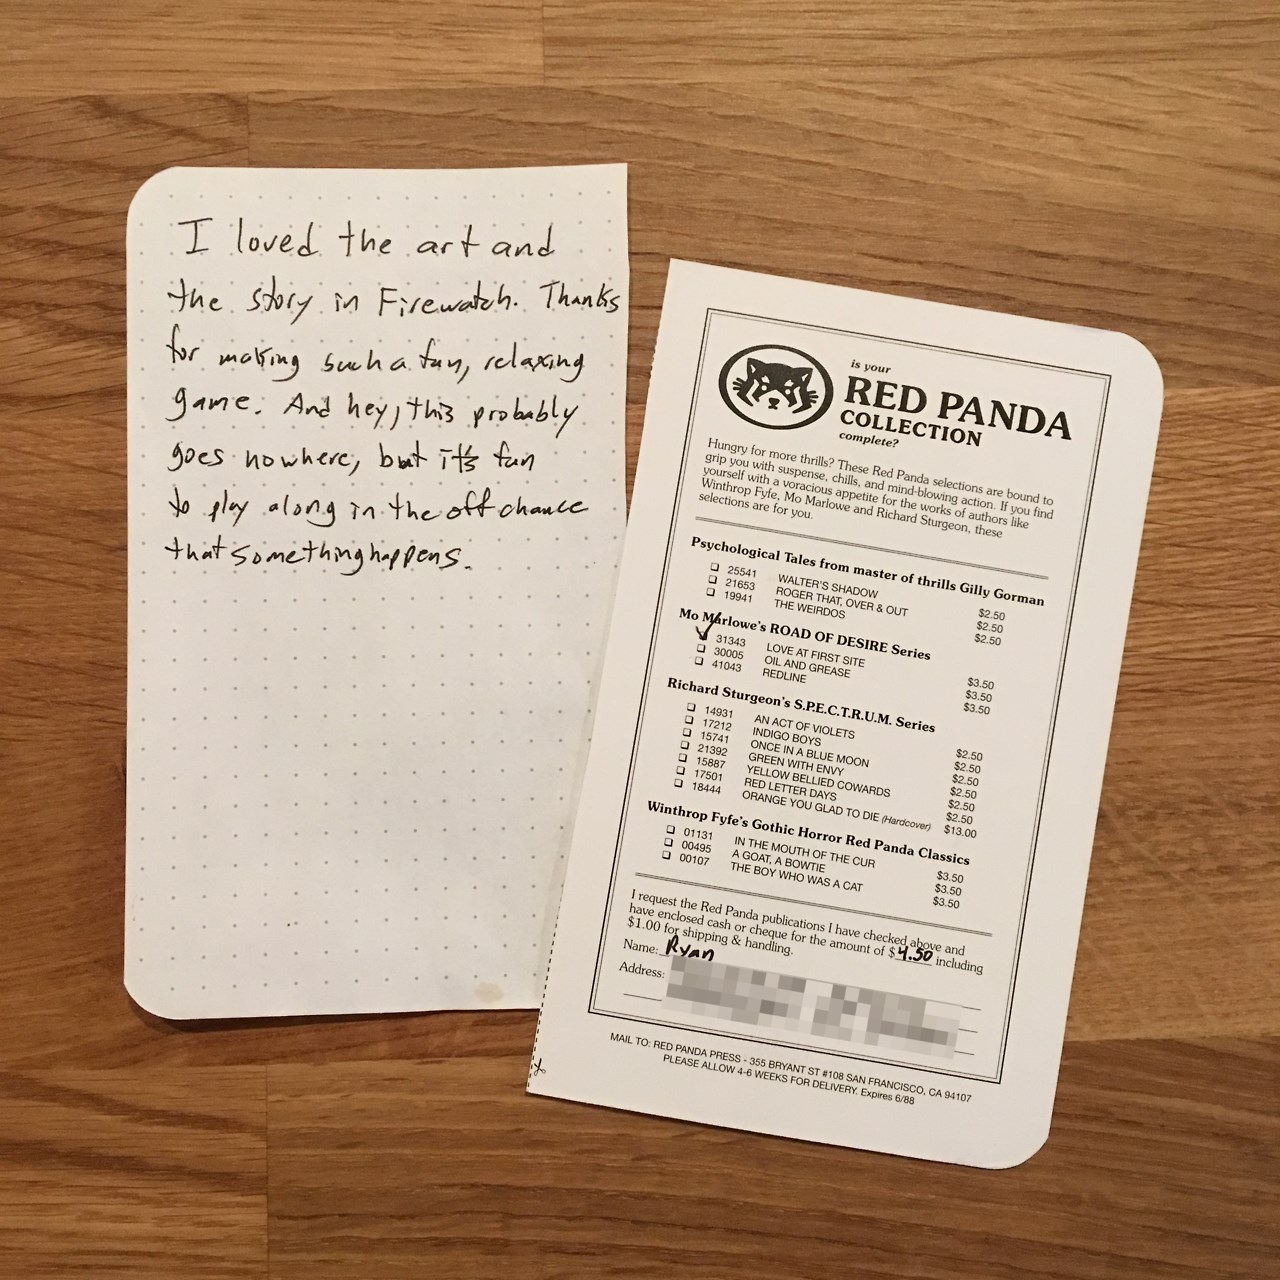 I loved the art and
the story in Firewatch. Thanks
for making such a fun, relaxing
game. And hey, this probably
goes nowhere, but it's fun
to play along in the off chance
that something happens.
is your
RED PANDA
COLLECTION
complete?
Hungry for more thrills? These Red Panda selections are bound to
grip you with suspense, chills, and mind-blowing action. If you find
yourself with a voracious appetite for the works of authors like
Winthrop Fyfe, Mo Marlowe and Richard Sturgeon, these
selections are for you.
Psychological Tales from master of thrills Gilly Gorman
25541 WALTER'S SHADOW $2.50
21653 ROGER THAT, OVER & OUT $2.50
19941 THE WEIRDOS $2.50
Mo Marlowe's ROAD OF DESIRE Series
31343 LOVE AT FIRST SITE $3.50
30005 OIL AND GREASE $3.50
41043 REDLINE $3.50
Richard Sturgeon's S.P.E.C.T.R.U.M. Series
14931 AN ACT OF VIOLETS $2.50
17212 INDIGO BOYS $2.50
15741 ONCE IN A BLUE MOON $2.50
21392 GREEN WITH ENVY $2.50
15887 YELLOW BELLIED COWARDS $2.50
17501 RED LETTER DAYS $2.50
18444 ORANGE YOU GLAD TO DIE (Hardcover) $13.00
Winthrop Fyfe's Gothic Horror Red Panda Classics
01131 IN THE MOUTH OF THE CUR $3.50
00495 A GOAT, A BOWTIE $3.50
00107 THE BOY WHO WAS A CAT $3.50
I request the Red Panda publications I have checked above and
have enclosed cash or cheque for the amount of $4.50 including
$1.00 for shipping & handling.
Name: Ryan
Address:
MAIL TO: RED PANDA PRESS - 355 BRYANT ST #108 SAN FRANCISCO, CA 94107
PLEASE ALLOW 4-6 WEEKS FOR DELIVERY. Expires 6/88